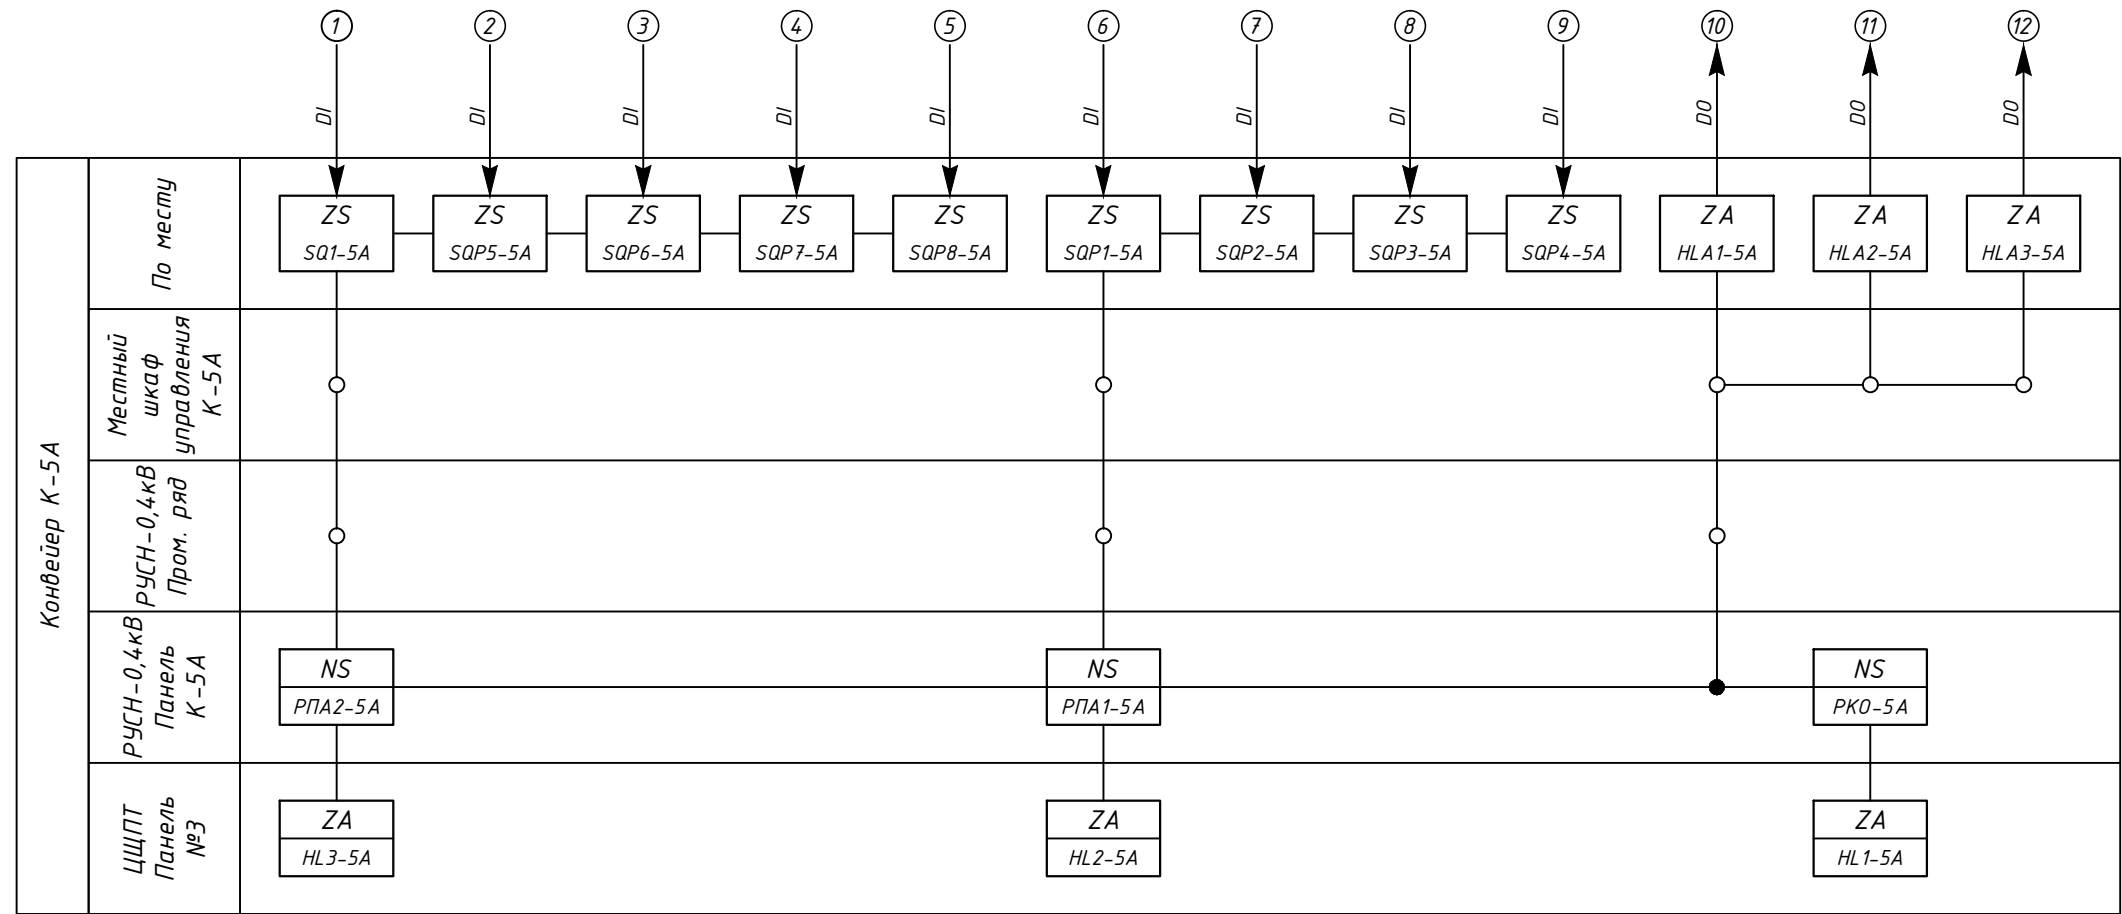 1 2 3 4 5 6 7 8 9 10 11 12
DI DI DI DI DI DI DI DI DI DO DO DO
Конвейер К-5А
По месту
ZS ZS ZS ZS ZS ZS ZS ZS ZS ZA ZA ZA
SQ1-5A SQP5-5A SQP6-5A SQP7-5A SQP8-5A SQP1-5A SQP2-5A SQP3-5A SQP4-5A HLA1-5A HLA2-5A HLA3-5A
Местный
шкаф
управления
К-5А
РУСН-0,4кВ
Пром. ряд
РУСН-0,4кВ
Панель
К-5А
NS NS NS
РПА2-5А РПА1-5А РКО-5А
ЦЩПТ
Панель
№3
ZA ZA ZA
HL3-5A HL2-5A HL1-5A